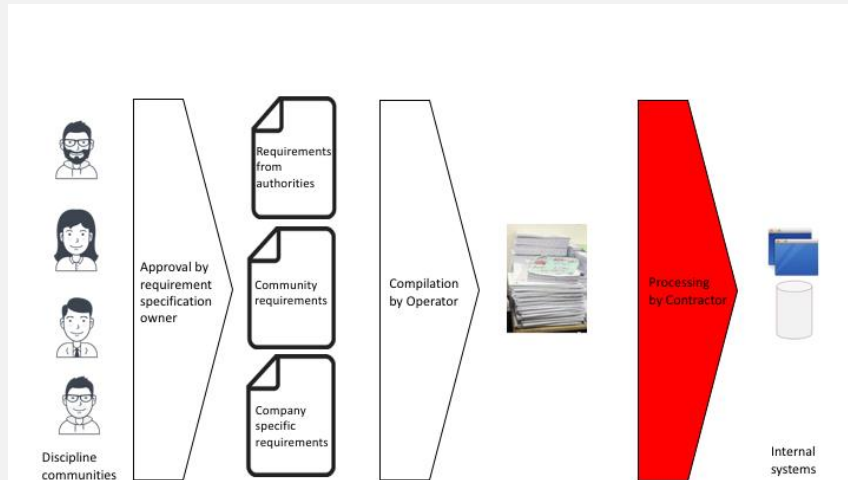 Discipline
communities
Approval by
requirement
specification
owner
Requirements
from
authorities
Community
requirements
Company
specific
requirements
Compilation
by Operator
Processing
by Contractor
Internal
systems